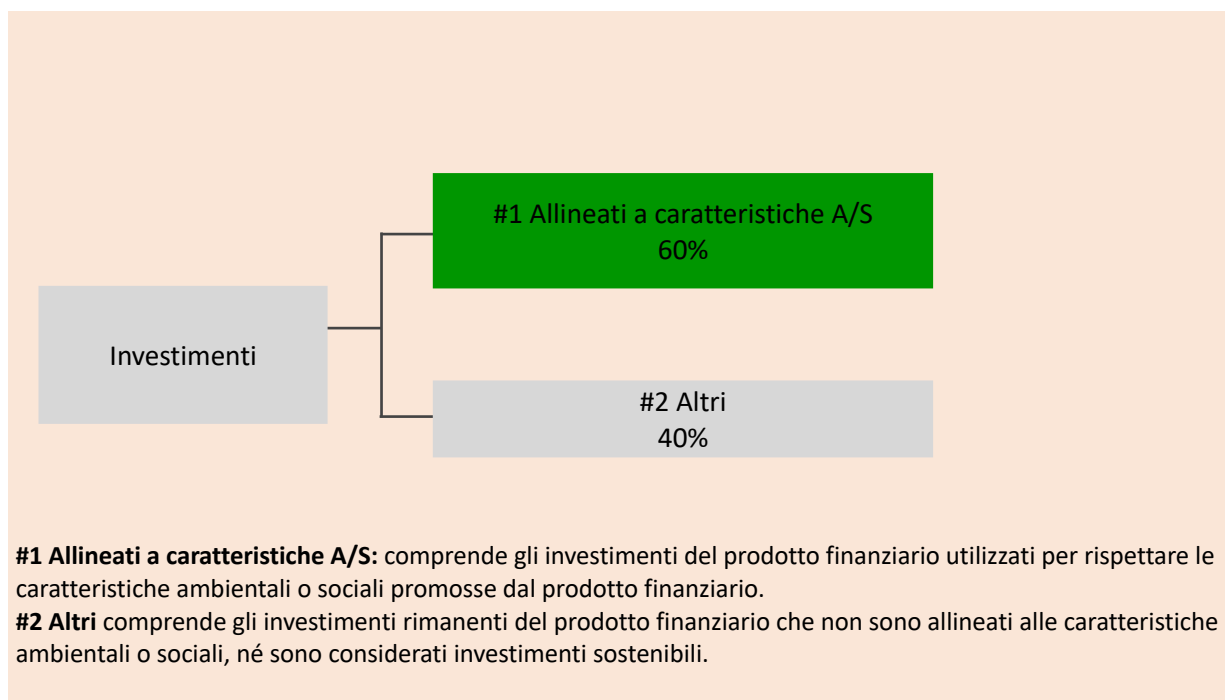 #1 Allineati a caratteristiche A/S
60%
Investimenti
#2 Altri
40%
#1 Allineati a caratteristiche A/S: comprende gli investimenti del prodotto finanziario utilizzati per rispettare le
caratteristiche ambientali o sociali promosse dal prodotto finanziario.
#2 Altri comprende gli investimenti rimanenti del prodotto finanziario che non sono allineati alle caratteristiche
ambientali o sociali, né sono considerati investimenti sostenibili.